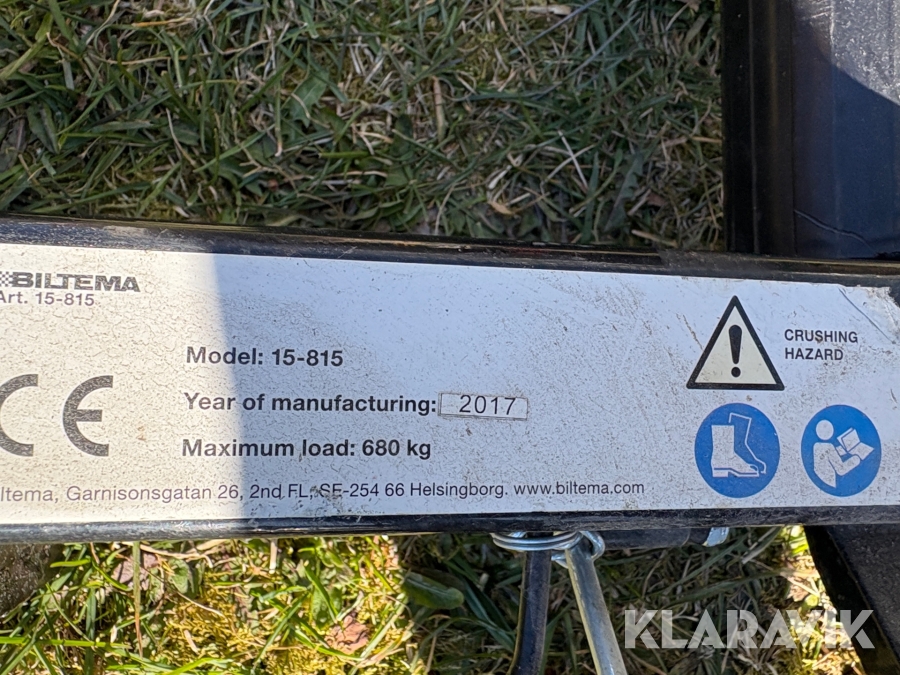 BILTEMA
Art. 15-815
CE
Model: 15-815
Year of manufacturing: 2017
Maximum load: 680 kg
ltema, Garnisonsgatan 26, 2nd FL, SE-254 66 Helsingborg. www.biltema.com
CRUSHING
HAZARD
KLARAVIK